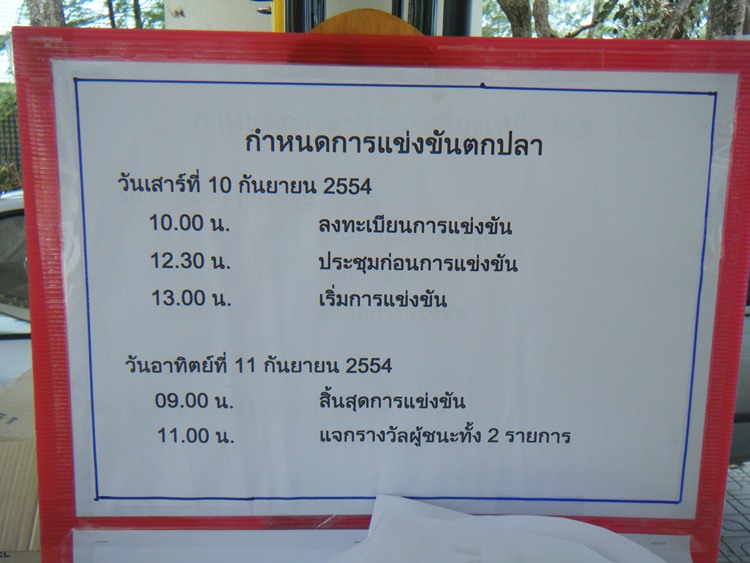 กำหนดการแข่งขันตกปลา
วันเสาร์ที่ 10 กันยายน 2554
10.00 น. ลงทะเบียนการแข่งขัน
12.30 น. ประชุมก่อนการแข่งขัน
13.00 น. เริ่มการแข่งขัน
วันอาทิตย์ที่ 11 กันยายน 2554
09.00 น. สิ้นสุดการแข่งขัน
11.00 น. แจกรางวัลผู้ชนะทั้ง 2 รายการ